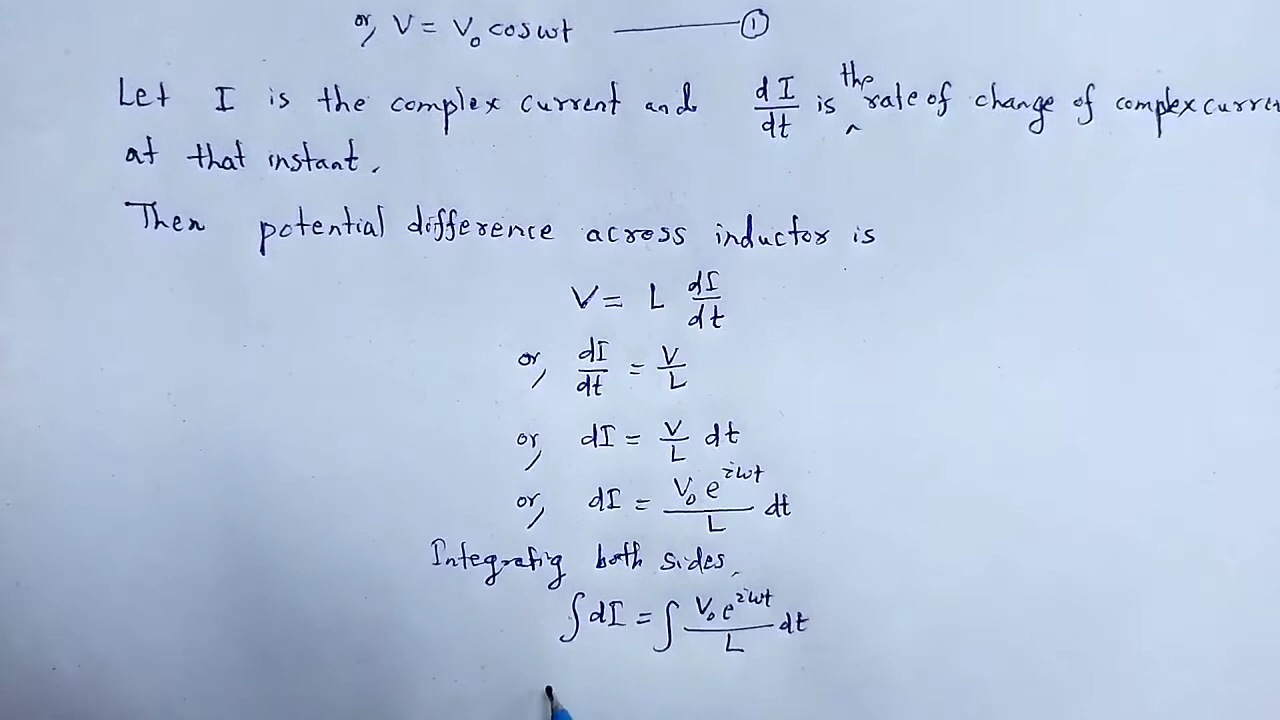 or, V = V₀ cos ωt ——— ①
Let I is the complex current and dI/dt is the rate of change of complex curre
at that instant.
Then potential difference across inductor is
V = L dI/dt
or, dI/dt = V/L
or, dI = V/L dt
or, dI = V₀ e^{iωt}/L dt
Integratig both sides,
∫dI = ∫ V₀ e^{iωt}/L dt